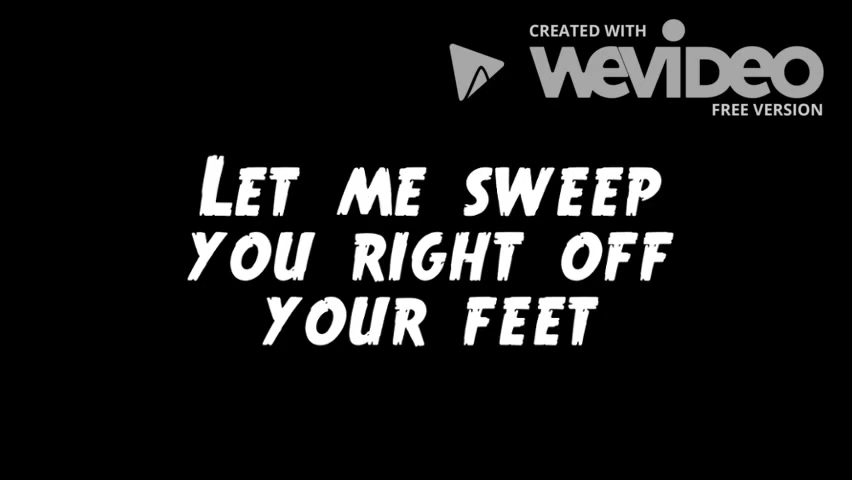 CREATED WITH
WEVIDEO
FREE VERSION
LET ME SWEEP
YOU RIGHT OFF
YOUR FEET